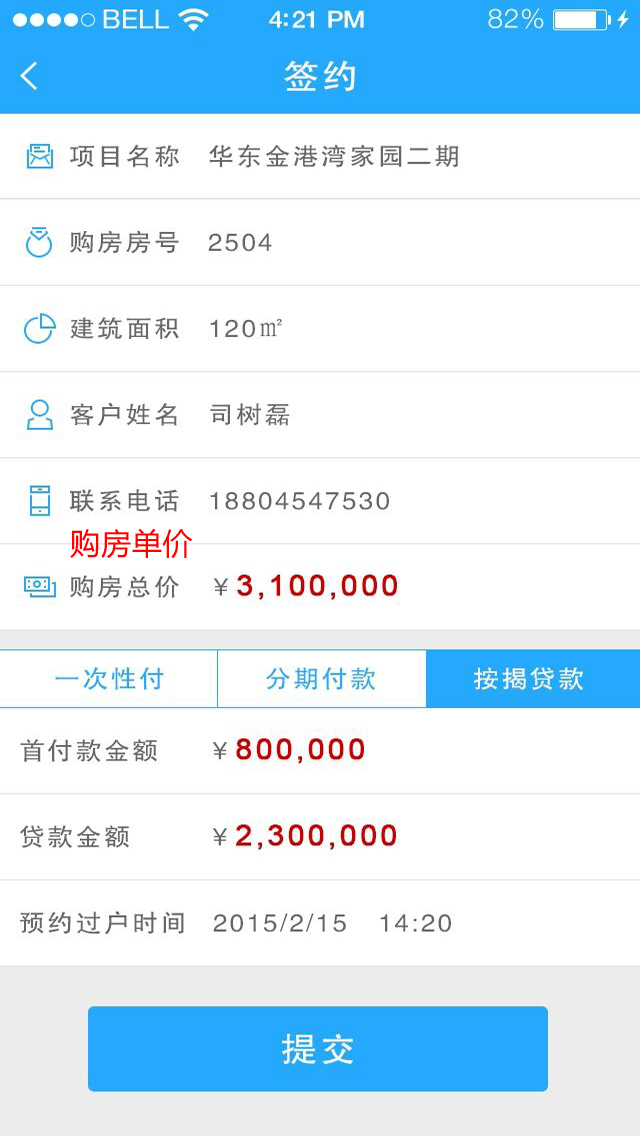 BELL 4:21 PM 82%
签约
项目名称 华东金港湾家园二期
购房房号 2504
建筑面积 120㎡
客户姓名 司树磊
联系电话 18804547530
购房单价
购房总价 ￥3,100,000
一次性付 分期付款 按揭贷款
首付款金额 ￥800,000
贷款金额 ￥2,300,000
预约过户时间 2015/2/15 14:20
提交